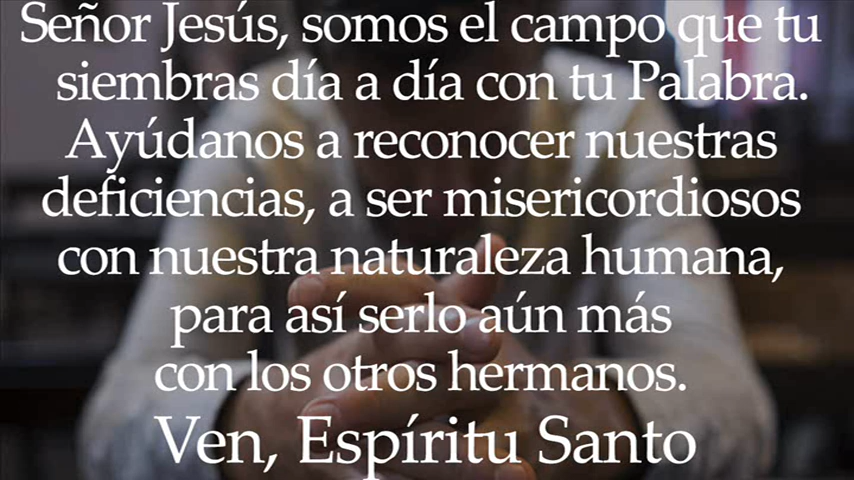 Señor Jesús, somos el campo que tu
siembras día a día con tu Palabra.
Ayúdanos a reconocer nuestras
deficiencias, a ser misericordiosos
con nuestra naturaleza humana,
para así serlo aún más
con los otros hermanos.
Ven, Espíritu Santo